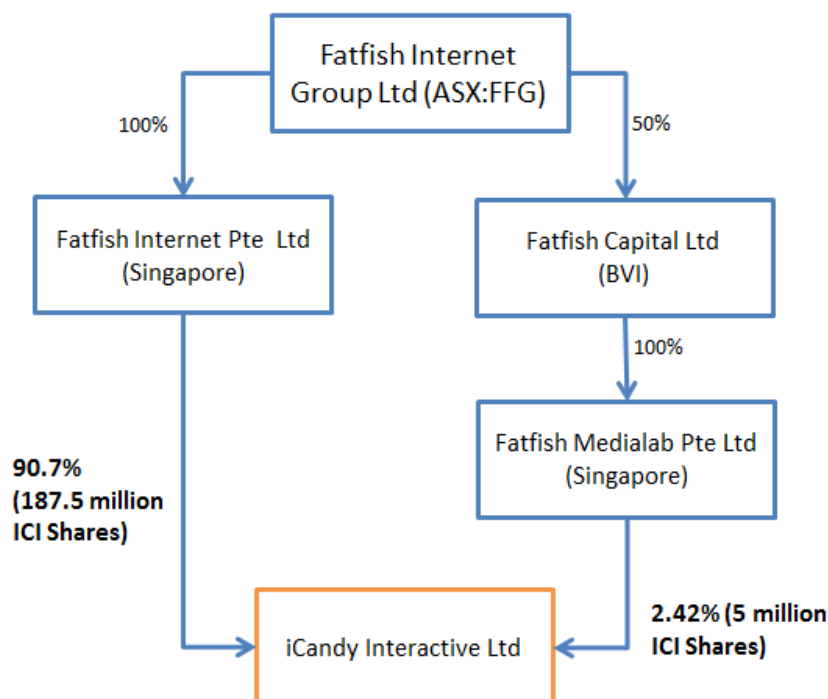 Fatfish Internet
Group Ltd (ASX:FFG)
100%
50%
Fatfish Internet Pte Ltd
(Singapore)
Fatfish Capital Ltd
(BVI)
100%
Fatfish Medialab Pte Ltd
(Singapore)
90.7%
(187.5 million
ICI Shares)
2.42% (5 million
ICI Shares)
iCandy Interactive Ltd